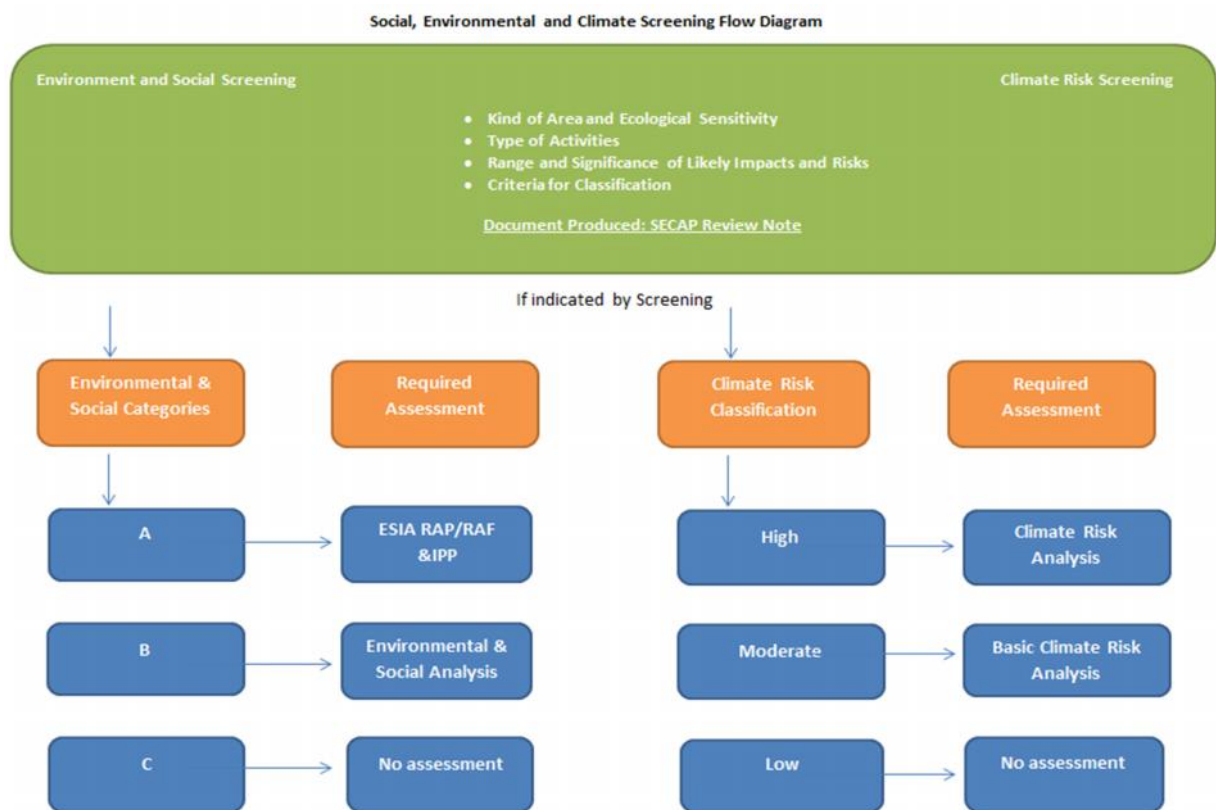 Social, Environmental and Climate Screening Flow Diagram
Environment and Social Screening
Climate Risk Screening
• Kind of Area and Ecological Sensitivity
• Type of Activities
• Range and Significance of Likely Impacts and Risks
• Criteria for Classification
Document Produced: SECAP Review Note
If indicated by Screening
Environmental &
Social Categories
Required
Assessment
Climate Risk
Classification
Required
Assessment
A
ESIA RAP/RAF
&IPP
High
Climate Risk
Analysis
B
Environmental &
Social Analysis
Moderate
Basic Climate Risk
Analysis
C
No assessment
Low
No assessment